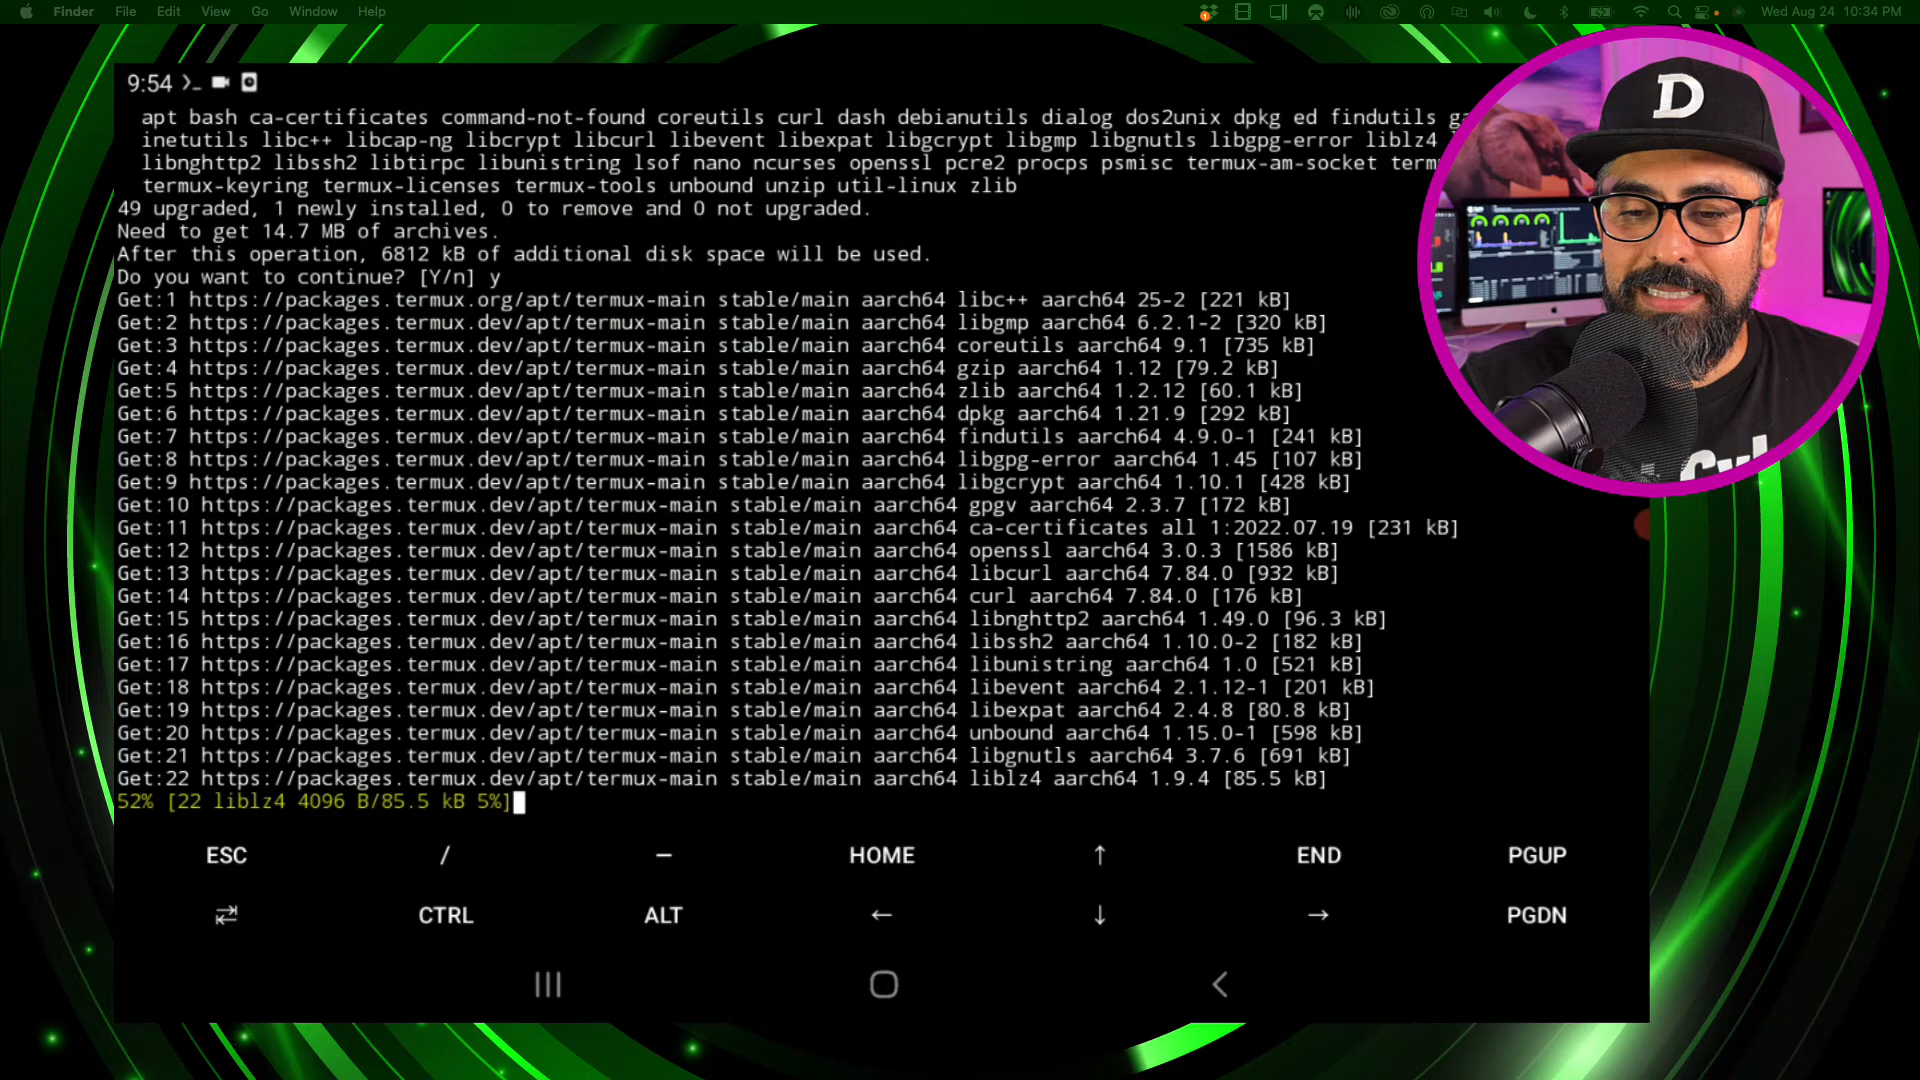 Finder File Edit View Go Window Help
1
Wed Aug 24 10:34 PM
9:54
apt bash ca-certificates command-not-found coreutils curl dash debianutils dialog dos2unix dpkg ed findutils
inetutils libc++ libcap-ng libcrypt libcurl libevent libexpat libgcrypt libgmp libgnutls libgpg-error liblz4
libnghttp2 libssh2 libtirpc libunistring lsof nano ncurses openssl pcre2 procps psmisc termux-am-socket
termux-keyring termux-licenses termux-tools unbound unzip util-linux zlib
49 upgraded, 1 newly installed, 0 to remove and 0 not upgraded.
Need to get 14.7 MB of archives.
After this operation, 6812 kB of additional disk space will be used.
Do you want to continue? [Y/n] y
Get:1 https://packages.termux.org/apt/termux-main stable/main aarch64 libc++ aarch64 25-2 [221 kB]
Get:2 https://packages.termux.dev/apt/termux-main stable/main aarch64 libgmp aarch64 6.2.1-2 [320 kB]
Get:3 https://packages.termux.dev/apt/termux-main stable/main aarch64 coreutils aarch64 9.1 [735 kB]
Get:4 https://packages.termux.dev/apt/termux-main stable/main aarch64 gzip aarch64 1.12 [79.2 kB]
Get:5 https://packages.termux.dev/apt/termux-main stable/main aarch64 zlib aarch64 1.2.12 [60.1 kB]
Get:6 https://packages.termux.dev/apt/termux-main stable/main aarch64 dpkg aarch64 1.21.9 [292 kB]
Get:7 https://packages.termux.dev/apt/termux-main stable/main aarch64 findutils aarch64 4.9.0-1 [241 kB]
Get:8 https://packages.termux.dev/apt/termux-main stable/main aarch64 libgpg-error aarch64 1.45 [107 kB]
Get:9 https://packages.termux.dev/apt/termux-main stable/main aarch64 libgcrypt aarch64 1.10.1 [428 kB]
Get:10 https://packages.termux.dev/apt/termux-main stable/main aarch64 gpgv aarch64 2.3.7 [172 kB]
Get:11 https://packages.termux.dev/apt/termux-main stable/main aarch64 ca-certificates all 1:2022.07.19 [231 kB]
Get:12 https://packages.termux.dev/apt/termux-main stable/main aarch64 openssl aarch64 3.0.3 [1586 kB]
Get:13 https://packages.termux.dev/apt/termux-main stable/main aarch64 libcurl aarch64 7.84.0 [932 kB]
Get:14 https://packages.termux.dev/apt/termux-main stable/main aarch64 curl aarch64 7.84.0 [176 kB]
Get:15 https://packages.termux.dev/apt/termux-main stable/main aarch64 libnghttp2 aarch64 1.49.0 [96.3 kB]
Get:16 https://packages.termux.dev/apt/termux-main stable/main aarch64 libssh2 aarch64 1.10.0-2 [182 kB]
Get:17 https://packages.termux.dev/apt/termux-main stable/main aarch64 libunistring aarch64 1.0 [521 kB]
Get:18 https://packages.termux.dev/apt/termux-main stable/main aarch64 libevent aarch64 2.1.12-1 [201 kB]
Get:19 https://packages.termux.dev/apt/termux-main stable/main aarch64 libexpat aarch64 2.4.8 [80.8 kB]
Get:20 https://packages.termux.dev/apt/termux-main stable/main aarch64 unbound aarch64 1.15.0-1 [598 kB]
Get:21 https://packages.termux.dev/apt/termux-main stable/main aarch64 libgnutls aarch64 3.7.6 [691 kB]
Get:22 https://packages.termux.dev/apt/termux-main stable/main aarch64 liblz4 aarch64 1.9.4 [85.5 kB]
52% [22 liblz4 4096 B/85.5 kB 5%]
ESC / — HOME ↑ END PGUP
⇄ CTRL ALT ← ↓ → PGDN
D